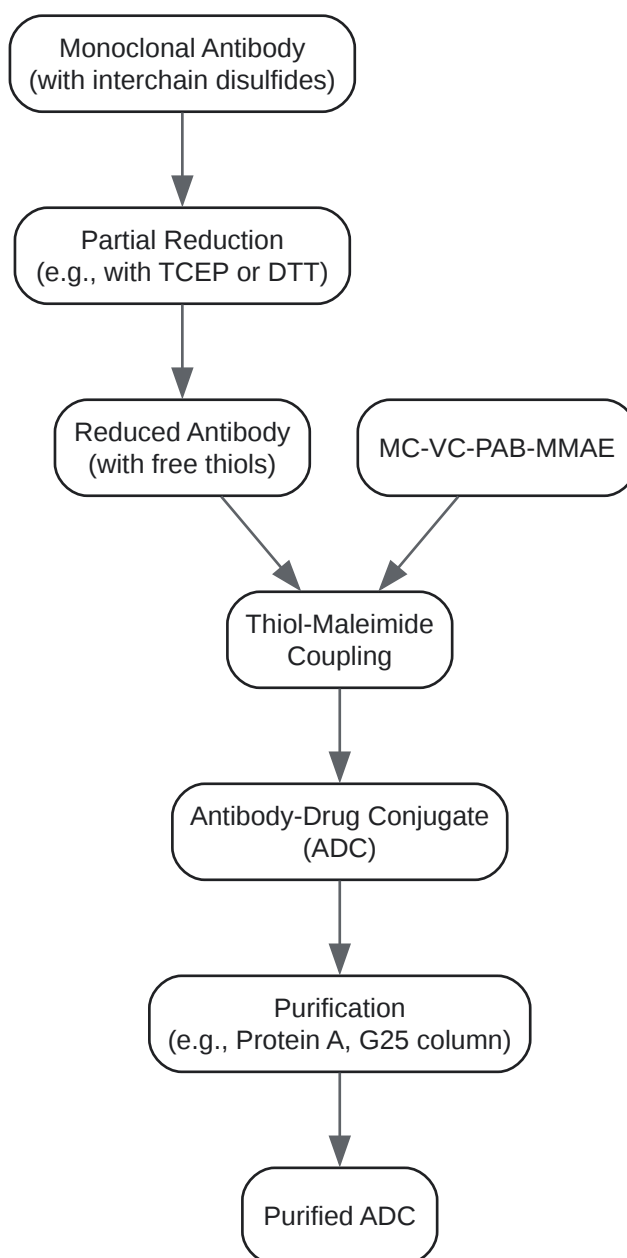 Monoclonal Antibody
(with interchain disulfides)
Partial Reduction
(e.g., with TCEP or DTT)
Reduced Antibody
(with free thiols)
MC-VC-PAB-MMAE
Thiol-Maleimide
Coupling
Antibody-Drug Conjugate
(ADC)
Purification
(e.g., Protein A, G25 column)
Purified ADC